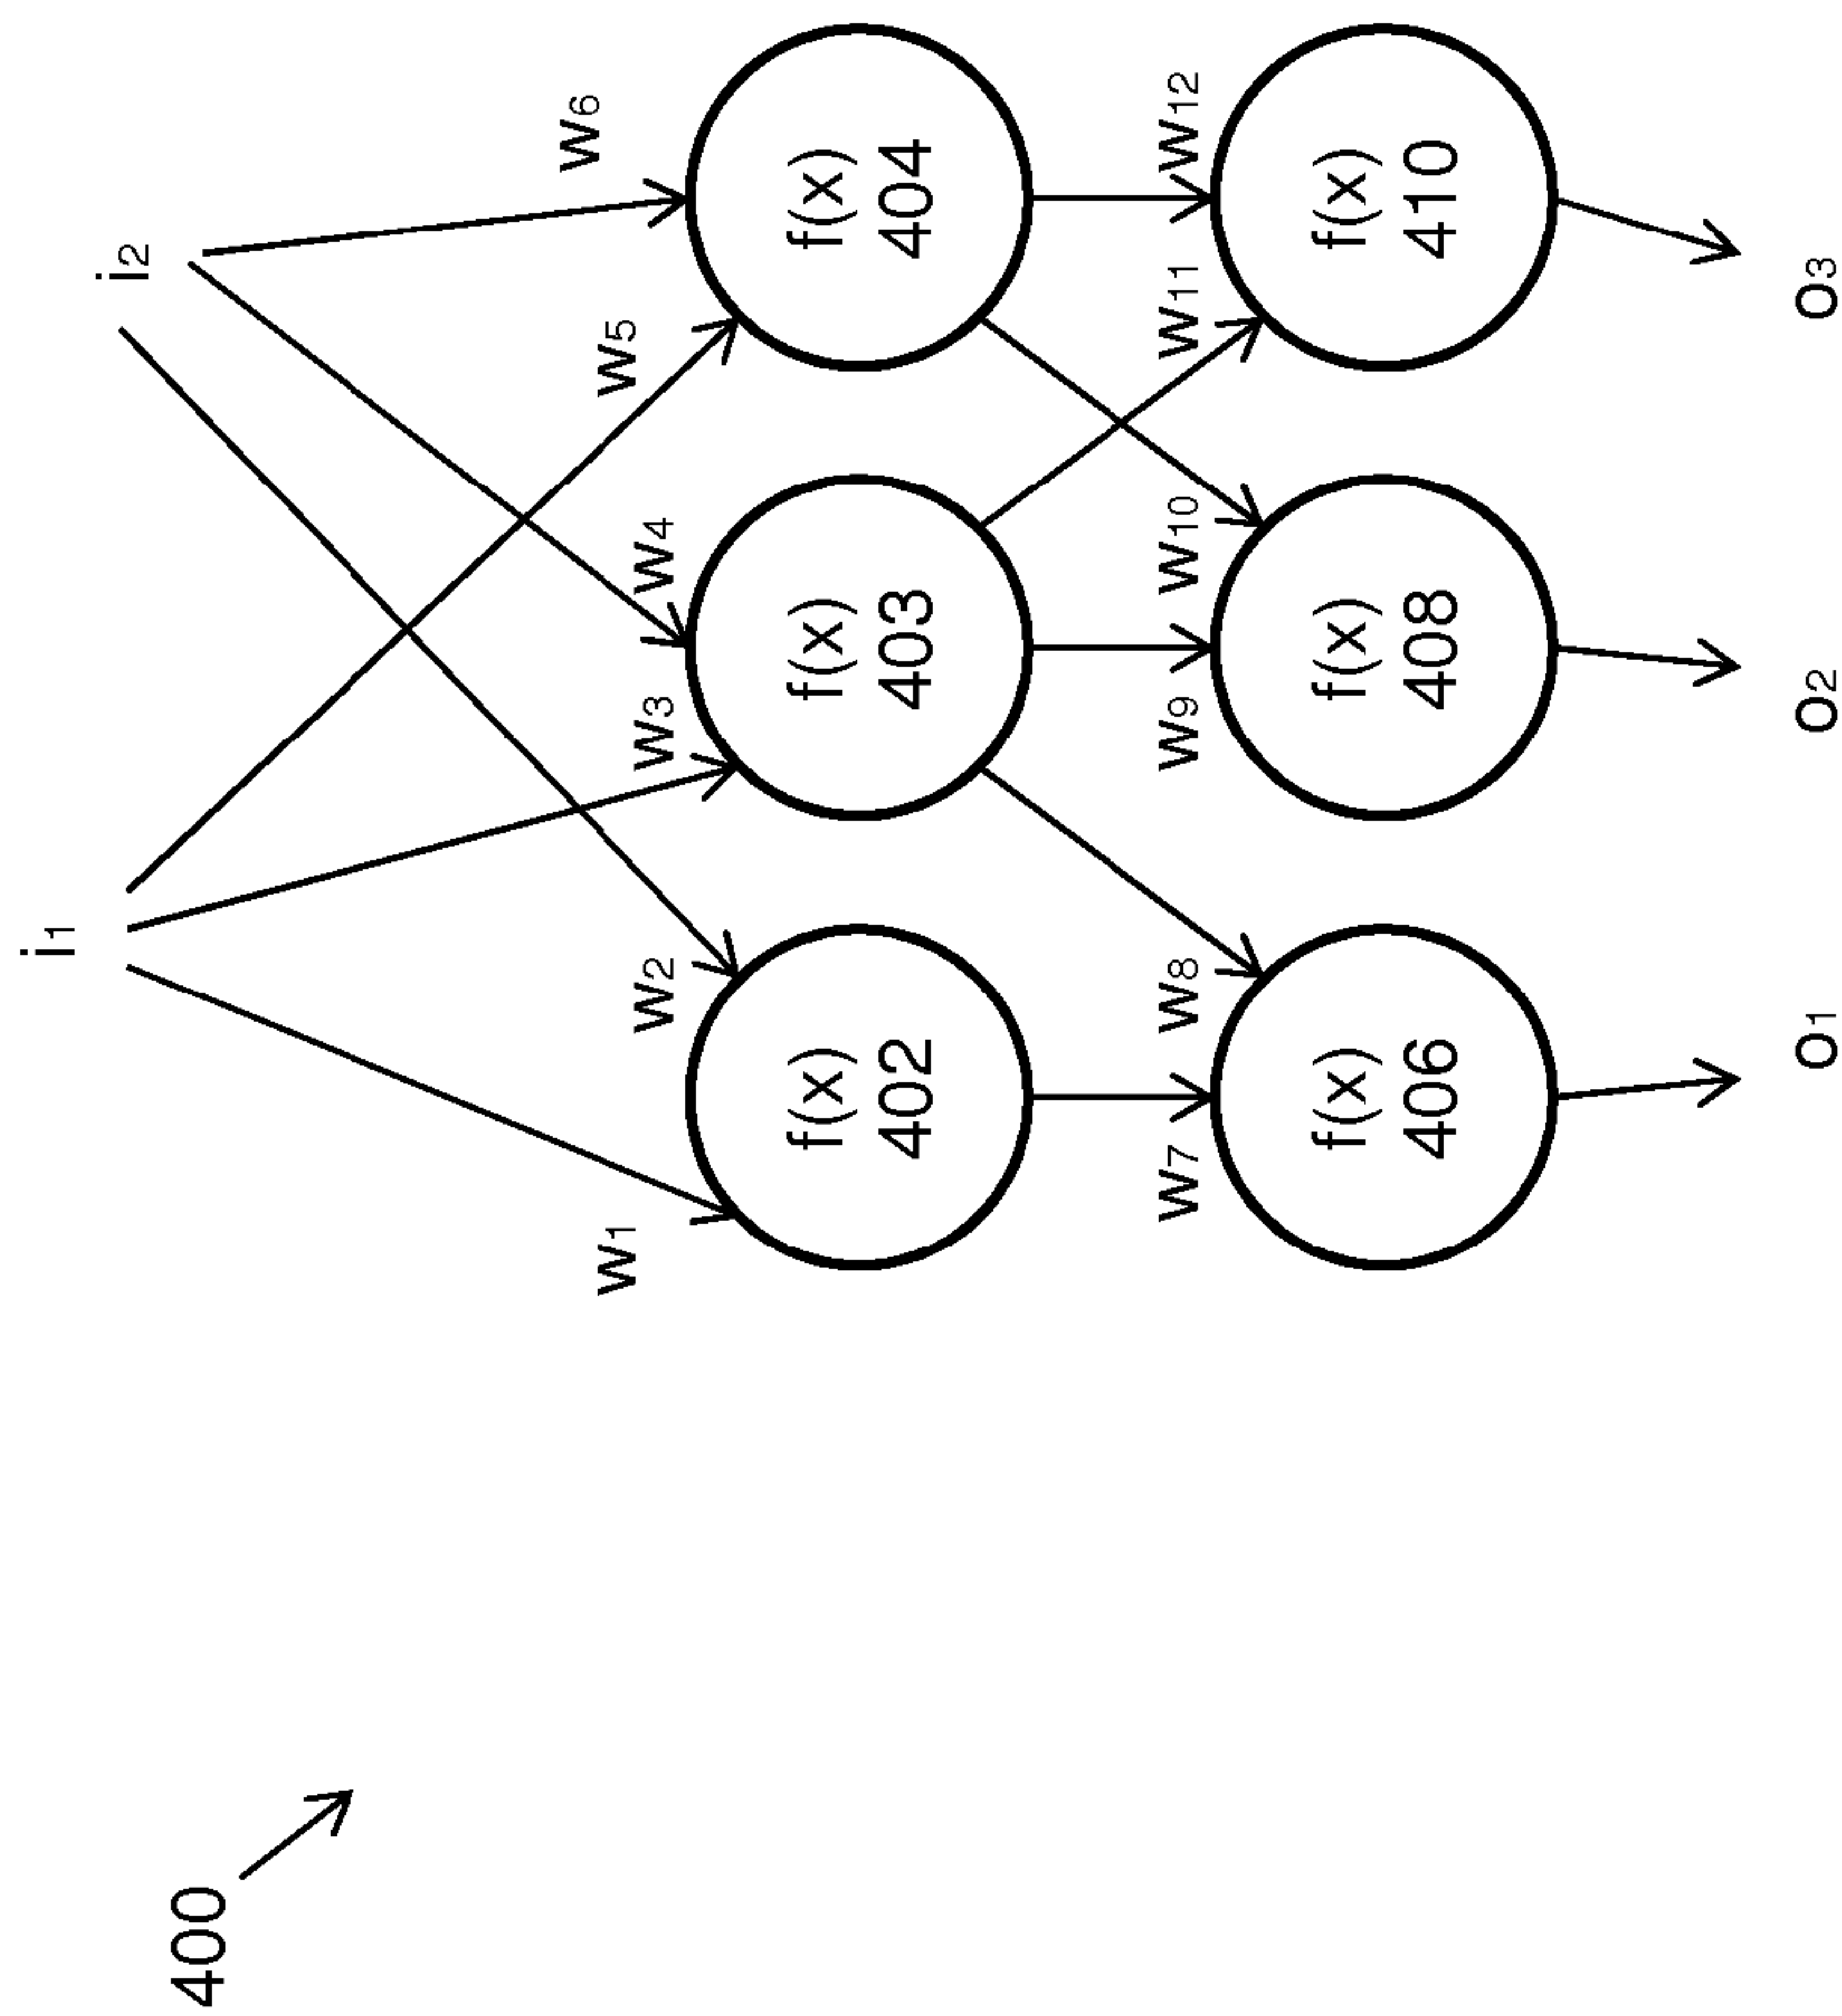 i1
i2
400
w6
w1 w5
w2 w3 w4
f(x) f(x) f(x)
402 403 404
w7 w8 w9 w10 w11 w12
f(x) f(x) f(x)
406 408 410
o1 o2 o3